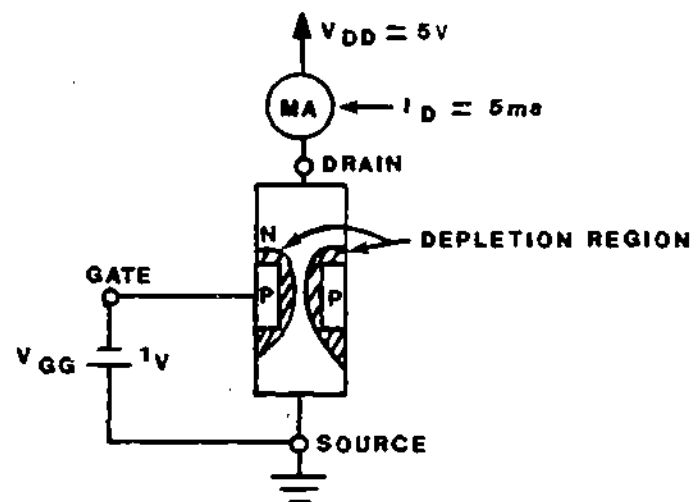 V DD = 5V
MA
I D = 5ma
DRAIN
N
DEPLETION REGION
GATE
P
P
V GG
1V
SOURCE